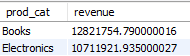 prod_cat revenue
Books 12821754.790000016
Electronics 10711921.935000027